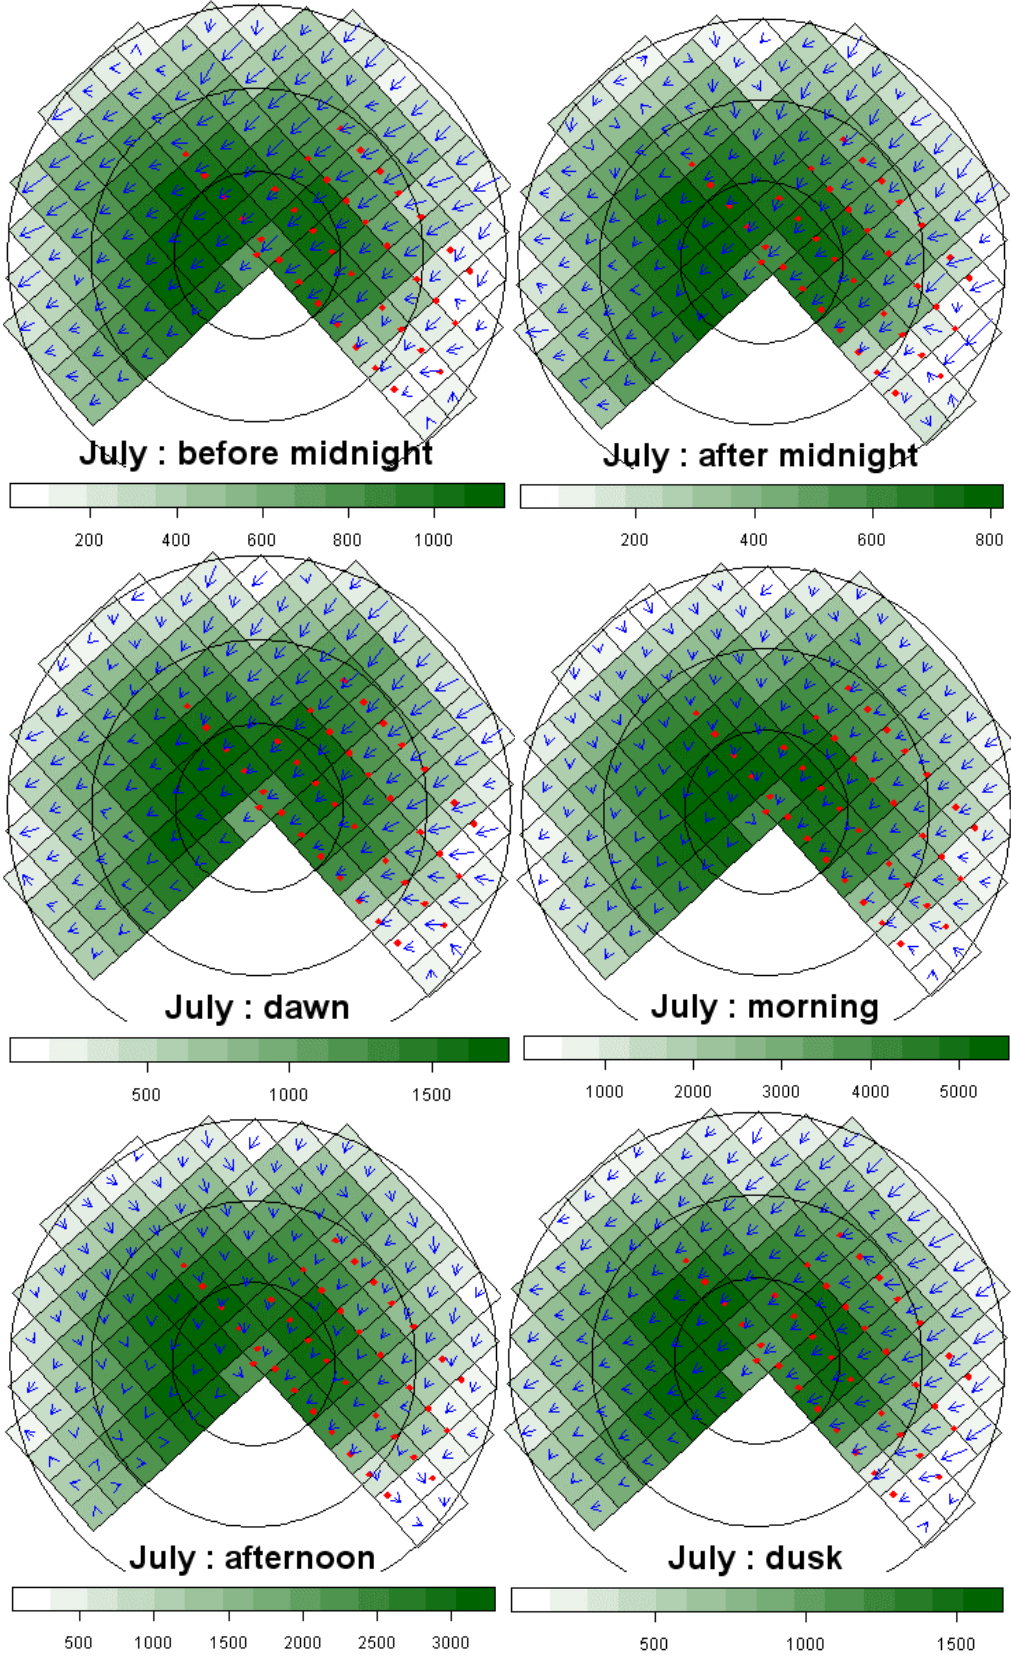 July : before midnight
July : after midnight
200 400 600 800 1000
200 400 600 800
July : dawn
July : morning
500 1000 1500
1000 2000 3000 4000 5000
July : afternoon
July : dusk
500 1000 1500 2000 2500 3000
500 1000 1500